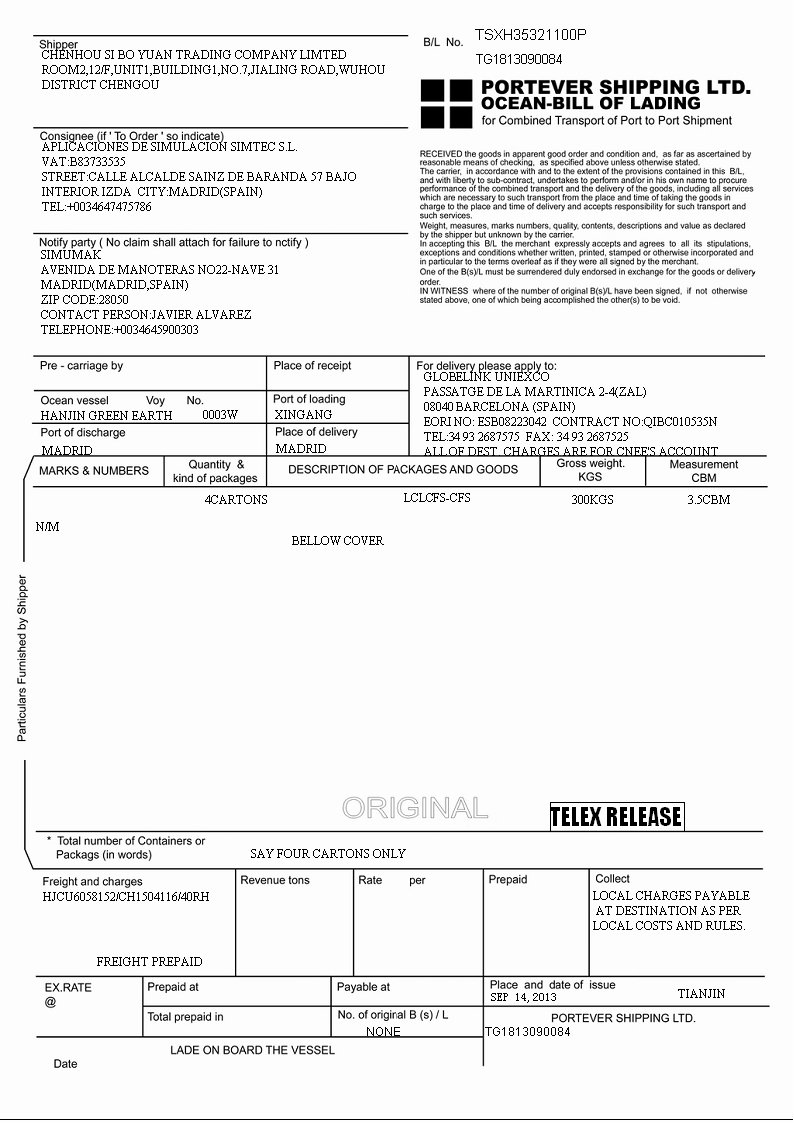 Shipper
CHENHOU SI BO YUAN TRADING COMPANY LIMTED
ROOM2,12/F,UNIT1,BUILDING1,NO.7,JIALING ROAD,WUHOU
DISTRICT CHENGOU
B/L No. TSXH35321100P
TG1813090084
PORTEVER SHIPPING LTD.
OCEAN-BILL OF LADING
for Combined Transport of Port to Port Shipment
Consignee (if ' To Order ' so indicate)
APLICACIONES DE SIMULACION SIMTEC S.L.
VAT:B83733535
STREET:CALLE ALCALDE SAINZ DE BARANDA 57 BAJO
INTERIOR IZDA CITY:MADRID(SPAIN)
TEL:+0034647475786
RECEIVED the goods in apparent good order and condition and, as far as ascertained by
reasonable means of checking, as specified above unless otherwise stated.
The carrier, in accordance with and to the extent of the provisions contained in this B/L,
and with liberty to sub-contract, undertakes to perform and/or in his own name to procure
performance of the combined transport and the delivery of the goods, including all services
which are necessary to such transport from the place and time of taking the goods in
charge to the place and time of delivery and accepts responsibility for such transport and
such services.
Weight, measures, marks numbers, quality, contents, descriptions and value as declared
by the shipper but unknown by the carrier.
In accepting this B/L the merchant expressly accepts and agrees to all its stipulations,
exceptions and conditions whether written, printed, stamped or otherwise incorporated and
in particular to the terms overleaf as if they were all signed by the merchant.
One of the B(s)/L must be surrendered duly endorsed in exchange for the goods or delivery
order.
IN WITNESS where of the number of original B(s)/L have been signed, if not otherwise
stated above, one of which being accomplished the other(s) to be void.
Notify party ( No claim shall attach for failure to nctify )
SIMUMAK
AVENIDA DE MANOTERAS NO22-NAVE 31
MADRID(MADRID,SPAIN)
ZIP CODE:28050
CONTACT PERSON:JAVIER ALVAREZ
TELEPHONE:+0034645900303
Pre - carriage by
Place of receipt
For delivery please apply to:
GLOBELINK UNIEXCO
PASSATGE DE LA MARTINICA 2-4(ZAL)
08040 BARCELONA (SPAIN)
EORI NO: ESB08223042 CONTRACT NO:QIBC010535N
TEL:34 93 2687575 FAX: 34 93 2687525
ALL OF DEST. CHARGES ARE FOR CNEE'S ACCOUNT
Ocean vessel Voy No.
HANJIN GREEN EARTH 0003W
Port of loading
XINGANG
Port of discharge
MADRID
Place of delivery
MADRID
MARKS & NUMBERS
Quantity &
kind of packages
DESCRIPTION OF PACKAGES AND GOODS
Gross weight.
KGS
Measurement
CBM
4CARTONS LCLCFS-CFS 300KGS 3.5CBM
N/M
BELLOW COVER
Particulars Furnished by Shipper
ORIGINAL
TELEX RELEASE
* Total number of Containers or
Packags (in words)
SAY FOUR CARTONS ONLY
Freight and charges
HJCU6058152/CH1504116/40RH
FREIGHT PREPAID
Revenue tons
Rate per
Prepaid
Collect
LOCAL CHARGES PAYABLE
AT DESTINATION AS PER
LOCAL COSTS AND RULES.
EX.RATE
@
Prepaid at
Payable at
Place and date of issue
SEP 14, 2013 TIANJIN
Total prepaid in
No. of original B (s) / L
NONE
PORTEVER SHIPPING LTD.
TG1813090084
LADE ON BOARD THE VESSEL
Date